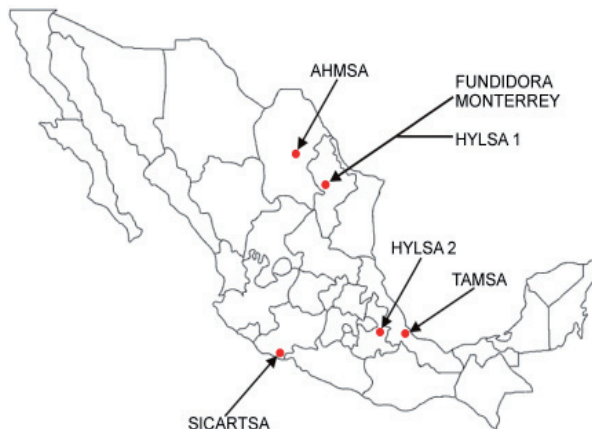 AHMSA
FUNDIDORA
MONTERREY
HYLSA 1
HYLSA 2
TAMSA
SICARTSA